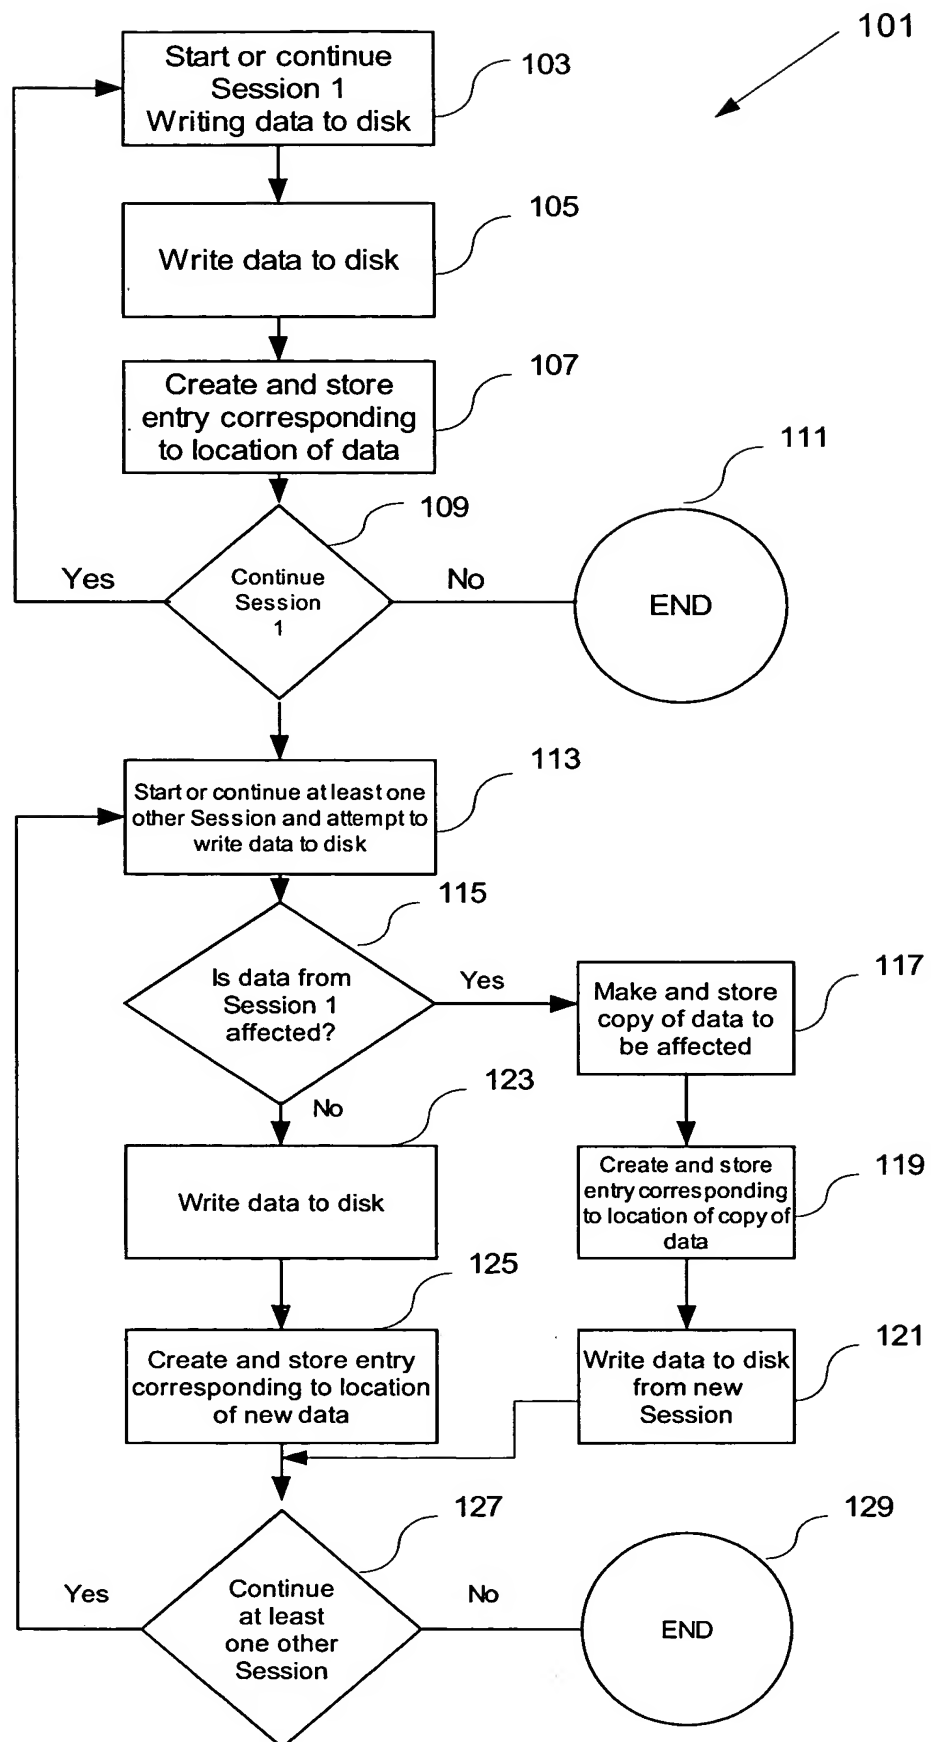 101
Start or continue
Session 1
Writing data to disk
103
105
Write data to disk
107
Create and store
entry corresponding
to location of data
111
109
Yes
Continue
Session
1
No
END
113
Start or continue at least one
other Session and attempt to
write data to disk
115
Is data from
Session 1
affected?
Yes
117
Make and store
copy of data to
be affected
123
No
Write data to disk
119
Create and store
entry corresponding
to location of copy of
data
125
Create and store entry
corresponding to location
of new data
121
Write data to disk
from new
Session
127
129
Yes
Continue
at least
one other
Session
No
END